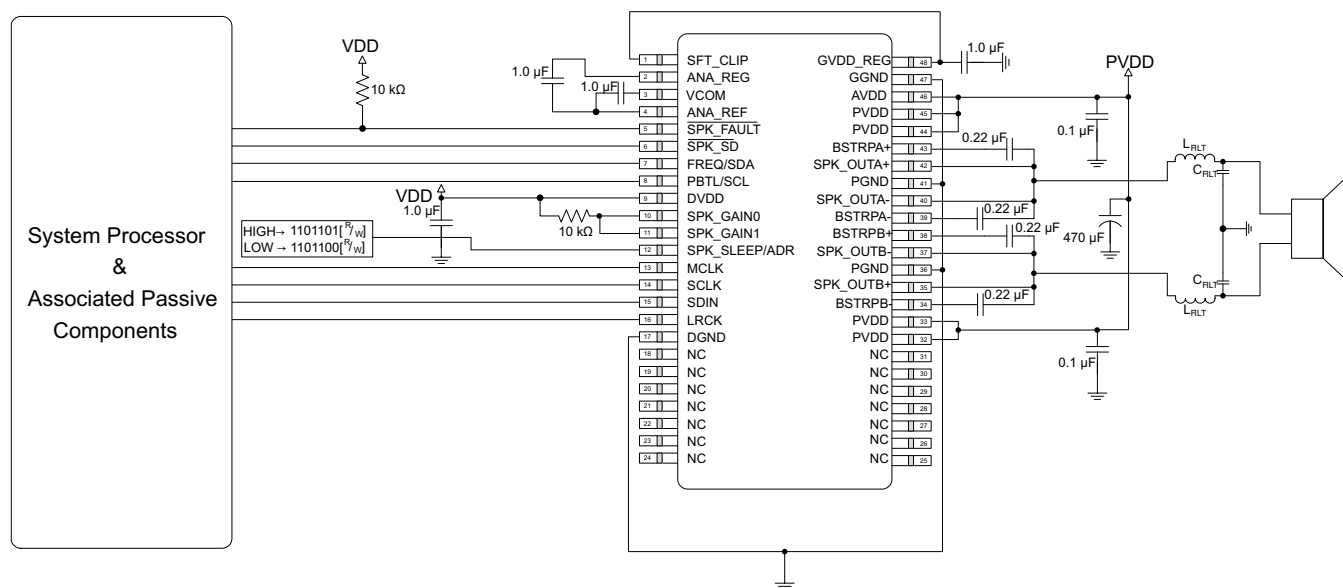 System Processor
&
Associated Passive
Components
VDD
10 kΩ
VDD
1.0 µF
10 kΩ
HIGH→ 1101101[R/W]
LOW → 1101100[R/W]
1.0 µF
1.0 µF
1 SFT_CLIP
2 ANA_REG
3 VCOM
4 ANA_REF
5 SPK_FAULT
6 SPK_SD
7 FREQ/SDA
8 PBTL/SCL
9 DVDD
10 SPK_GAIN0
11 SPK_GAIN1
12 SPK_SLEEP/ADR
13 MCLK
14 SCLK
15 SDIN
16 LRCK
17 DGND
18 NC
19 NC
20 NC
21 NC
22 NC
23 NC
24 NC
GVDD_REG 48
GGND 47
AVDD 46
PVDD 45
PVDD 44
BSTRPA+ 43
SPK_OUTA+ 42
PGND 41
SPK_OUTA- 40
BSTRPA- 39
BSTRPB+ 38
SPK_OUTB- 37
PGND 36
SPK_OUTB+ 35
BSTRPB- 34
PVDD 33
PVDD 32
NC 31
NC 30
NC 29
NC 28
NC 27
NC 26
NC 25
1.0 µF
PVDD
0.1 µF
0.22 µF
0.22 µF
0.22 µF
0.22 µF
470 µF
0.1 µF
LFILT
CFILT
CFILT
LFILT